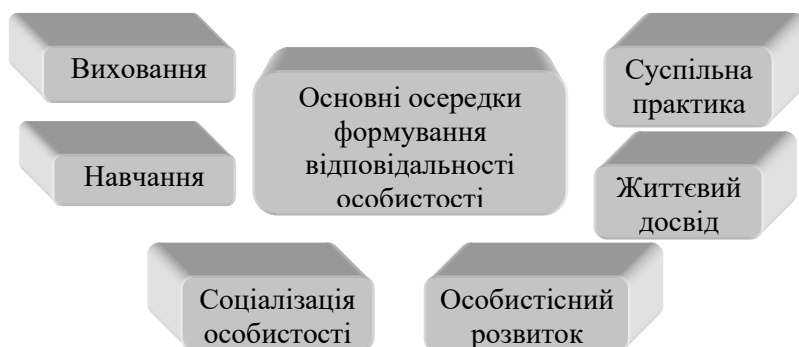 Виховання
Основні осередки
формування
відповідальності
особистості
Суспільна
практика
Навчання
Життєвий
досвід
Соціалізація
особистості
Особистісний
розвиток